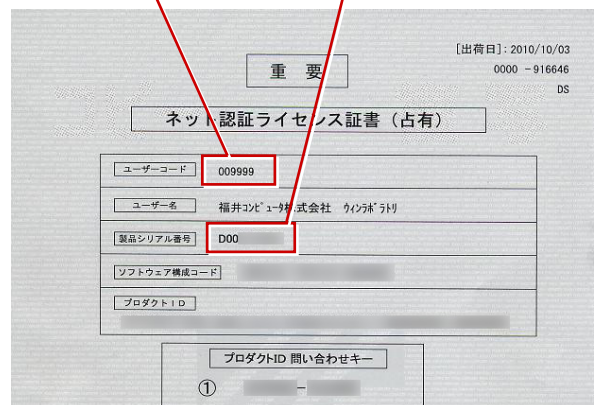 [出荷日]：2010/10/03
0000 －916646
DS
重 要
ネット認証ライセンス証書（占有）
ユーザーコード 009999
ユーザー名 福井ｺﾝﾋﾟｭｰﾀ株式会社 ｳｨﾝﾗﾎﾞﾗﾄﾘ
製品シリアル番号 D00
ソフトウェア構成コード
プロダクトＩＤ
プロダクトID 問い合わせキー
① －